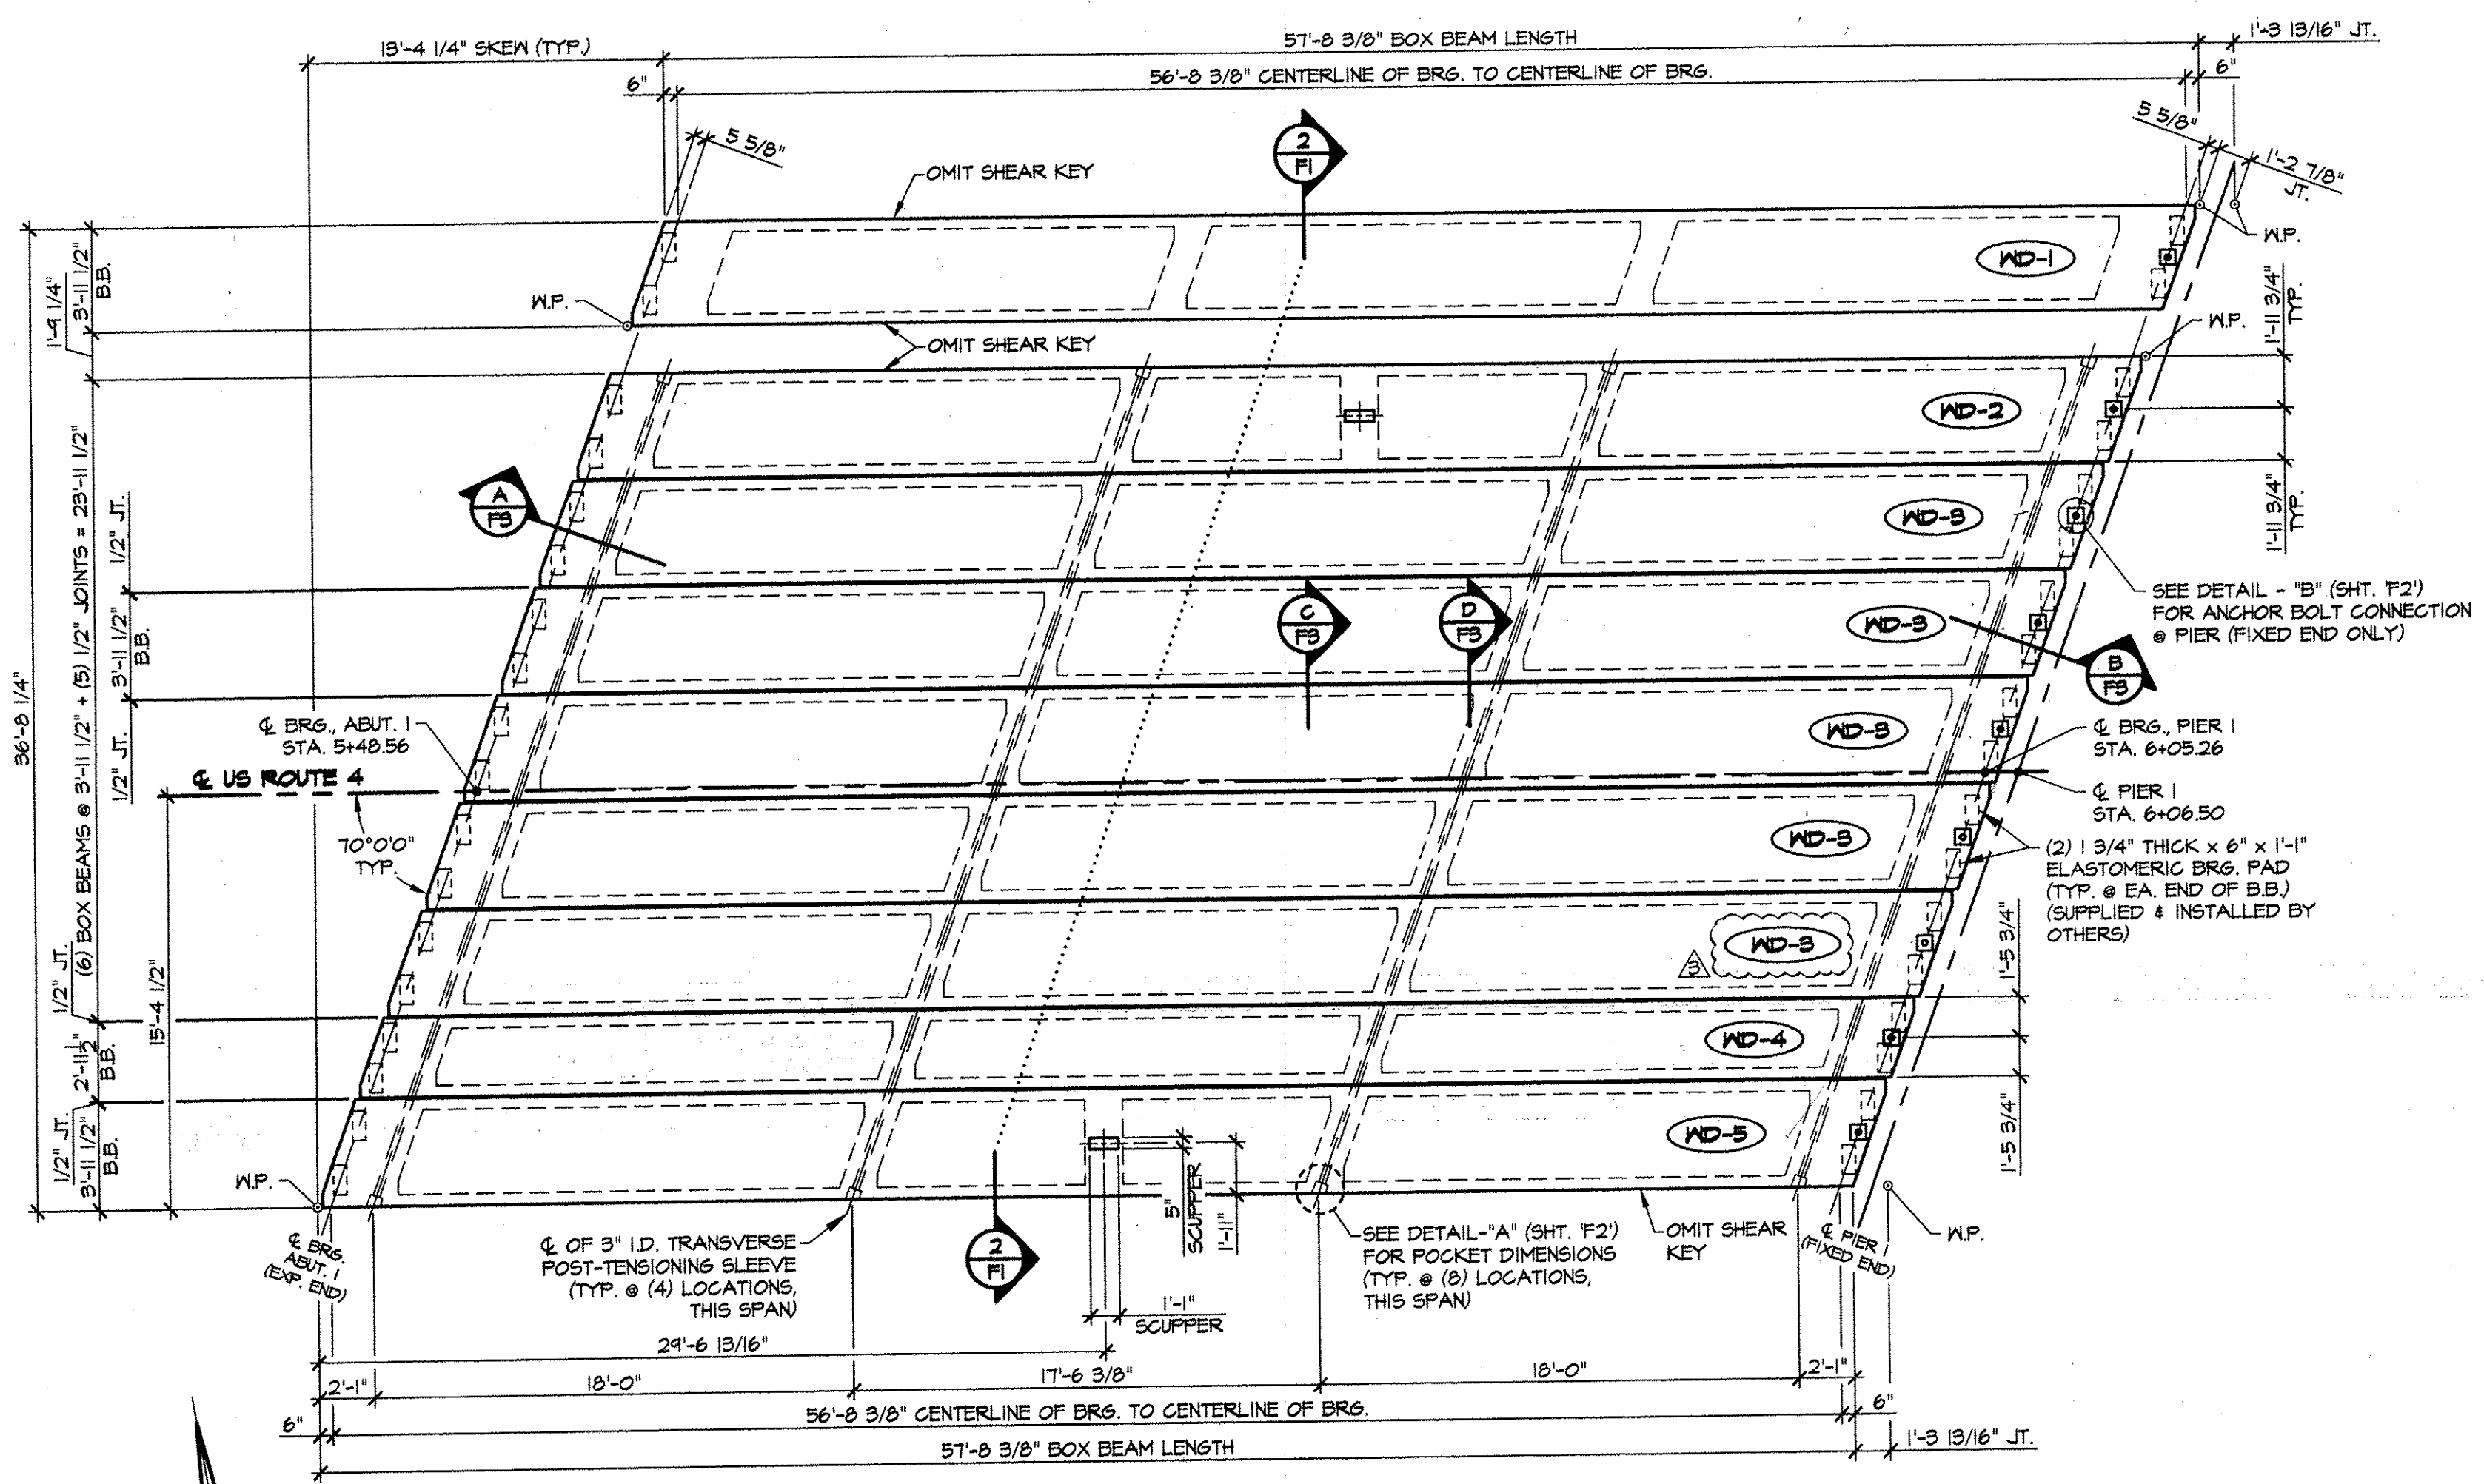 13'-4 1/4" SKEW (TYP.)
57'-8 3/8" BOX BEAM LENGTH
1'-3 13/16" JT.
56'-8 3/8" CENTERLINE OF BRG. TO CENTERLINE OF BRG.
6"
6"
5 5/8"
5 5/8"
1'-2 7/8"
JT.
2
F1
OMIT SHEAR KEY
W.P.
WD-1
1'-9 1/4"
3'-11 1/2"
B.B.
W.P.
OMIT SHEAR KEY
W.P.
1'-11 3/4"
TYP.
WD-2
1'-11 3/4"
TYP.
A
F3
WD-3
36'-8 1/4"
(6) BOX BEAMS @ 3'-11 1/2" + (5) 1/2" JOINTS = 23'-11 1/2"
1/2" JT.
3'-11 1/2"
B.B.
1/2" JT.
C
F3
D
F3
WD-3
SEE DETAIL - "B" (SHT. 'F2')
FOR ANCHOR BOLT CONNECTION
@ PIER (FIXED END ONLY)
B
F3
℄ BRG., ABUT. 1
STA. 5+48.56
WD-3
℄ BRG., PIER 1
STA. 6+05.26
℄ US ROUTE 4
℄ PIER 1
STA. 6+06.50
70°0'0"
TYP.
WD-3
(2) 1 3/4" THICK x 6" x 1'-1"
ELASTOMERIC BRG. PAD
(TYP. @ EA. END OF B.B.)
(SUPPLIED & INSTALLED BY
OTHERS)
WD-3
3
15'-4 1/2"
1/2" JT.
2'-11 1/2"
B.B.
1'-5 3/4"
WD-4
1'-5 3/4"
1/2" JT.
3'-11 1/2"
B.B.
WD-5
W.P.
5"
SCUPPER
1'-11"
℄ BRG.
ABUT. 1
(EXP. END)
℄ OF 3" I.D. TRANSVERSE
POST-TENSIONING SLEEVE
(TYP. @ (4) LOCATIONS,
THIS SPAN)
2
F1
1'-1"
SCUPPER
SEE DETAIL-"A" (SHT. 'F2')
FOR POCKET DIMENSIONS
(TYP. @ (8) LOCATIONS,
THIS SPAN)
OMIT SHEAR
KEY
℄ PIER 1
(FIXED END)
W.P.
29'-6 13/16"
2'-1"
18'-0"
17'-6 3/8"
18'-0"
2'-1"
6"
56'-8 3/8" CENTERLINE OF BRG. TO CENTERLINE OF BRG.
6"
57'-8 3/8" BOX BEAM LENGTH
1'-3 13/16" JT.